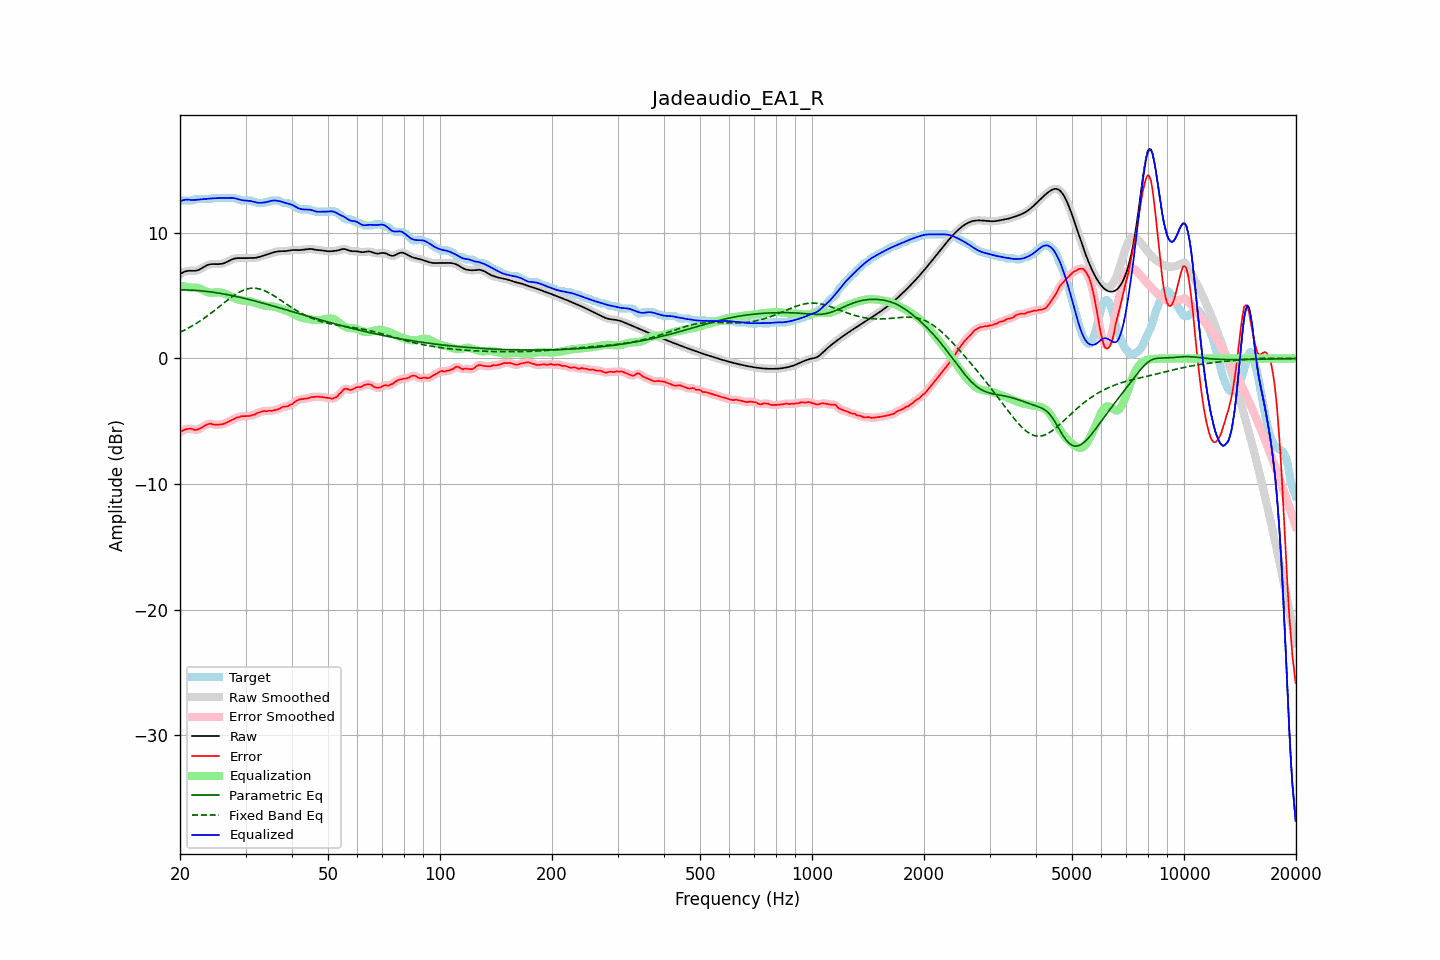 Jadeaudio_EA1_R
Amplitude (dBr)
10
0
−10
−20
−30
Target
Raw Smoothed
Error Smoothed
Raw
Error
Equalization
Parametric Eq
Fixed Band Eq
Equalized
20 50 100 200 500 1000 2000 5000 10000 20000
Frequency (Hz)